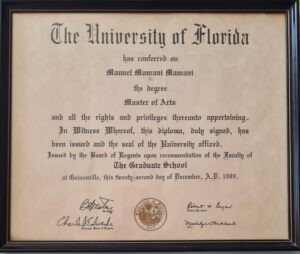 The University of Florida
has conferred on
Manuel Mamani Mamani
the degree
Master of Arts
and all the rights and privileges thereunto appertaining.
In Witness Whereof, this diploma, duly signed, has
been issued and the seal of the University affixed.
Issued by the Board of Regents upon recommendation of the Faculty of
The Graduate School
at Gainesville, this twenty-second day of December, A.D. 1989.